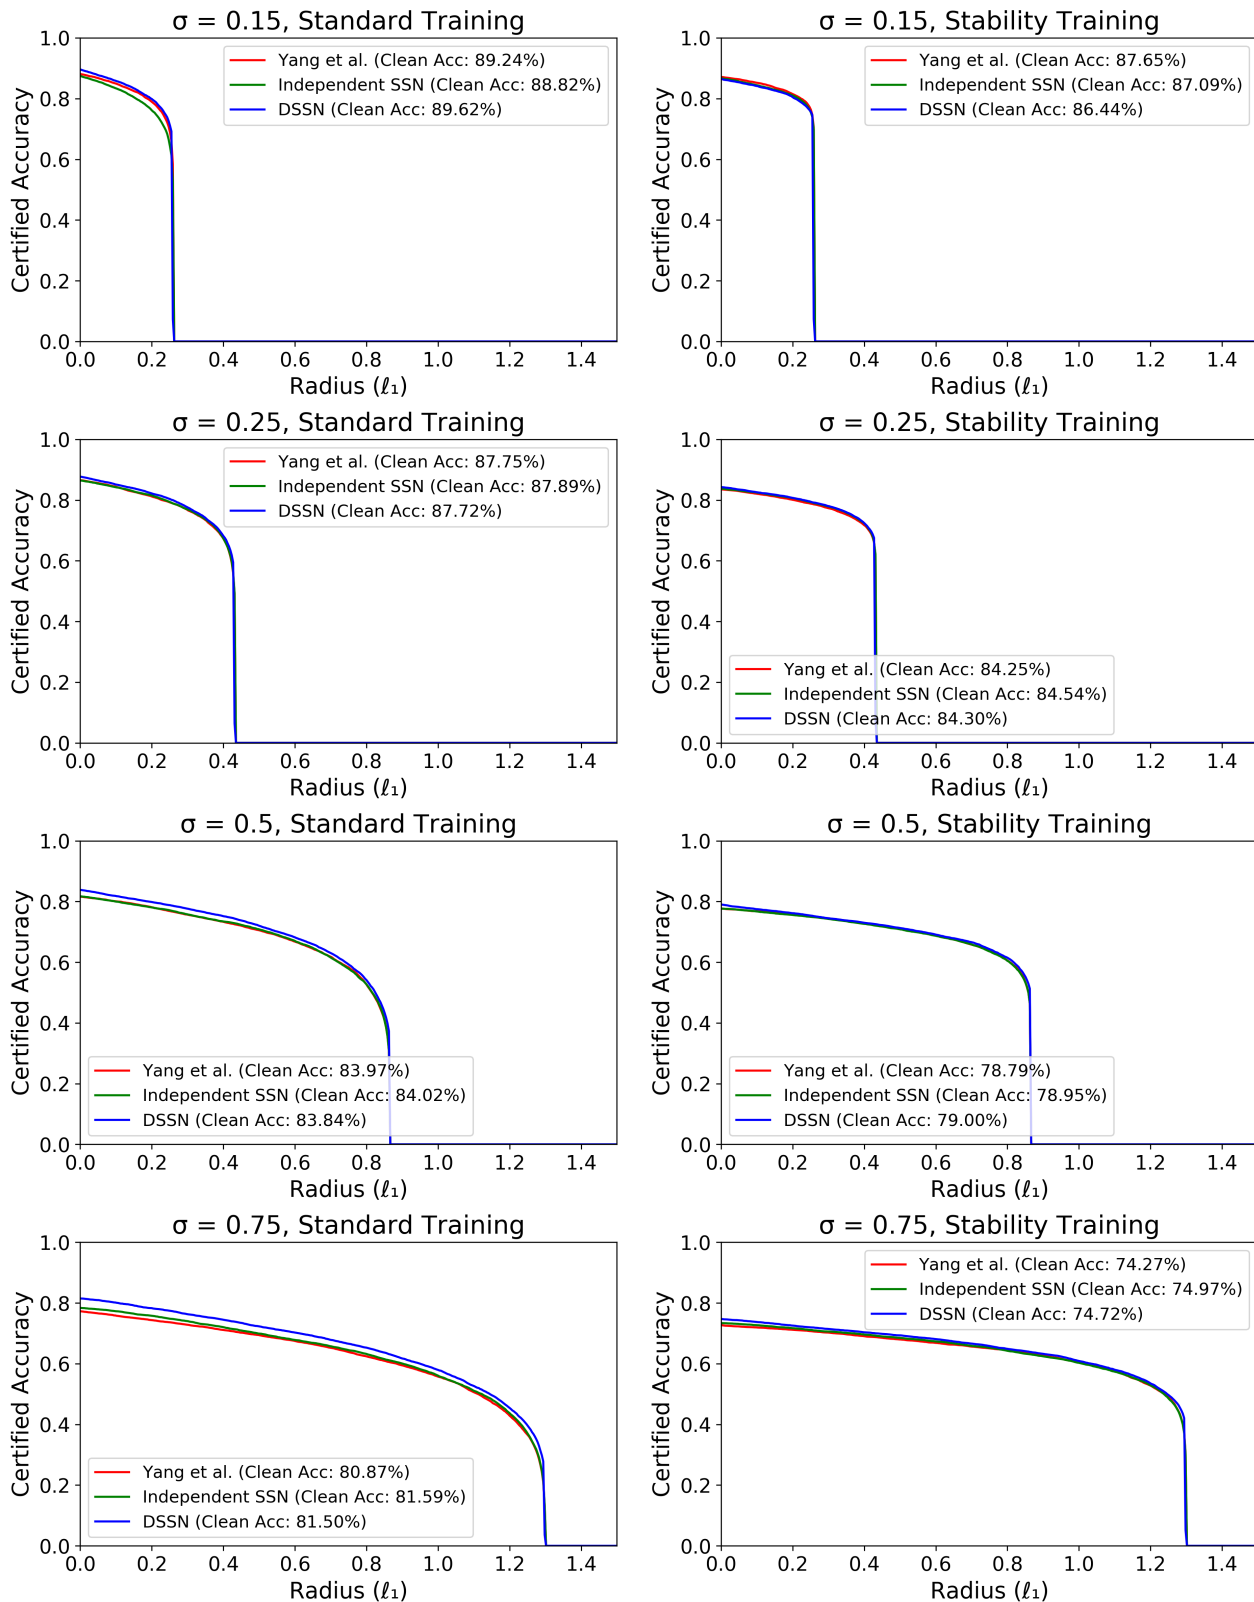 σ = 0.15, Standard Training
Certified Accuracy
1.0
0.8
0.6
0.4
0.2
0.0
Yang et al. (Clean Acc: 89.24%)
Independent SSN (Clean Acc: 88.82%)
DSSN (Clean Acc: 89.62%)
0.0 0.2 0.4 0.6 0.8 1.0 1.2 1.4
Radius (ℓ₁)
σ = 0.15, Stability Training
Certified Accuracy
1.0
0.8
0.6
0.4
0.2
0.0
Yang et al. (Clean Acc: 87.65%)
Independent SSN (Clean Acc: 87.09%)
DSSN (Clean Acc: 86.44%)
0.0 0.2 0.4 0.6 0.8 1.0 1.2 1.4
Radius (ℓ₁)
σ = 0.25, Standard Training
Certified Accuracy
1.0
0.8
0.6
0.4
0.2
0.0
Yang et al. (Clean Acc: 87.75%)
Independent SSN (Clean Acc: 87.89%)
DSSN (Clean Acc: 87.72%)
0.0 0.2 0.4 0.6 0.8 1.0 1.2 1.4
Radius (ℓ₁)
σ = 0.25, Stability Training
Certified Accuracy
1.0
0.8
0.6
0.4
0.2
0.0
Yang et al. (Clean Acc: 84.25%)
Independent SSN (Clean Acc: 84.54%)
DSSN (Clean Acc: 84.30%)
0.0 0.2 0.4 0.6 0.8 1.0 1.2 1.4
Radius (ℓ₁)
σ = 0.5, Standard Training
Certified Accuracy
1.0
0.8
0.6
0.4
0.2
0.0
Yang et al. (Clean Acc: 83.97%)
Independent SSN (Clean Acc: 84.02%)
DSSN (Clean Acc: 83.84%)
0.0 0.2 0.4 0.6 0.8 1.0 1.2 1.4
Radius (ℓ₁)
σ = 0.5, Stability Training
Certified Accuracy
1.0
0.8
0.6
0.4
0.2
0.0
Yang et al. (Clean Acc: 78.79%)
Independent SSN (Clean Acc: 78.95%)
DSSN (Clean Acc: 79.00%)
0.0 0.2 0.4 0.6 0.8 1.0 1.2 1.4
Radius (ℓ₁)
σ = 0.75, Standard Training
Certified Accuracy
1.0
0.8
0.6
0.4
0.2
0.0
Yang et al. (Clean Acc: 80.87%)
Independent SSN (Clean Acc: 81.59%)
DSSN (Clean Acc: 81.50%)
0.0 0.2 0.4 0.6 0.8 1.0 1.2 1.4
Radius (ℓ₁)
σ = 0.75, Stability Training
Certified Accuracy
1.0
0.8
0.6
0.4
0.2
0.0
Yang et al. (Clean Acc: 74.27%)
Independent SSN (Clean Acc: 74.97%)
DSSN (Clean Acc: 74.72%)
0.0 0.2 0.4 0.6 0.8 1.0 1.2 1.4
Radius (ℓ₁)